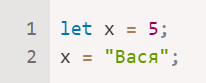 1 let x = 5;
2 x = "Вася";